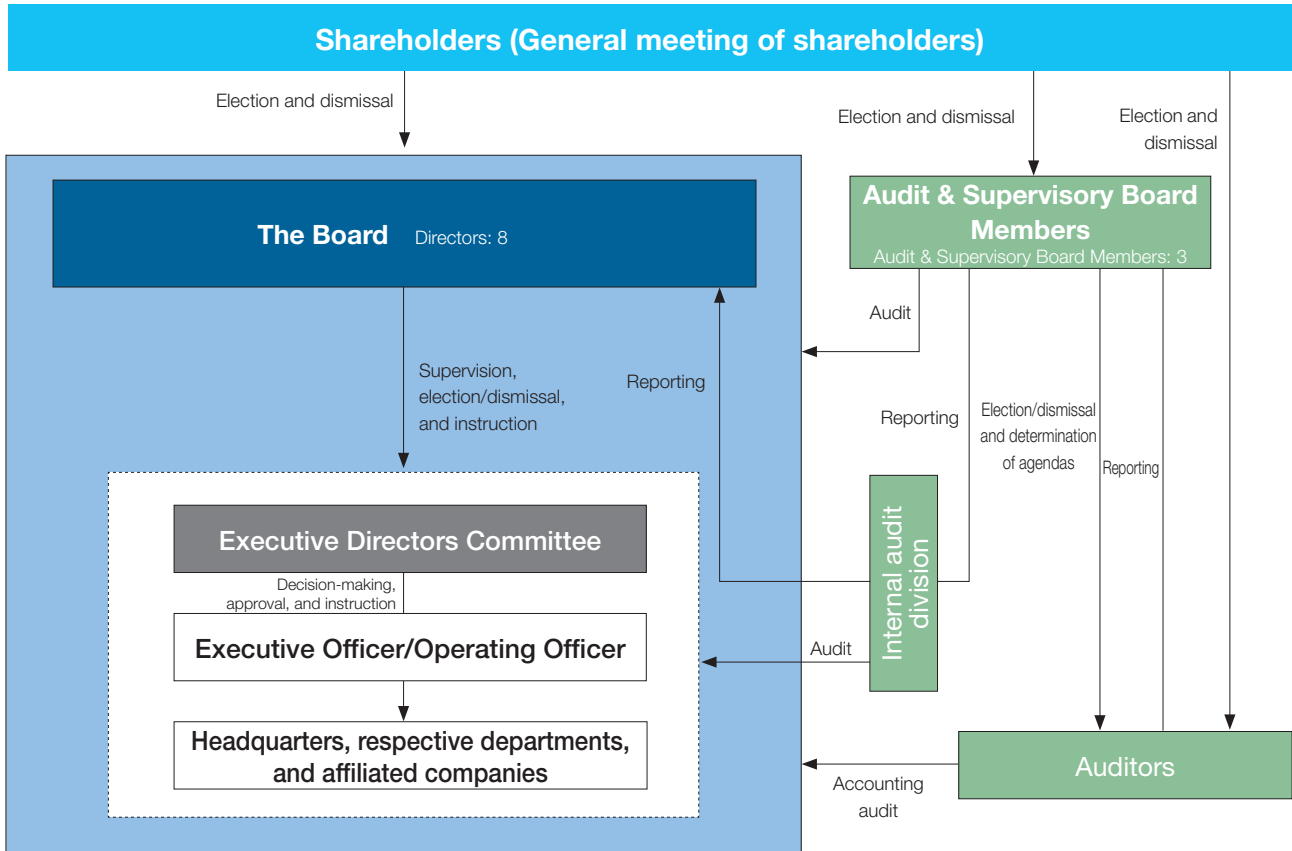 Shareholders (General meeting of shareholders)
Election and dismissal
Election and dismissal
Election and
dismissal
The Board Directors: 8
Audit & Supervisory Board
Members
Audit & Supervisory Board Members: 3
Audit
Supervision,
election/dismissal,
and instruction
Reporting
Reporting
Election/dismissal
and determination
of agendas
Reporting
Executive Directors Committee
Decision-making,
approval, and instruction
Executive Officer/Operating Officer
Headquarters, respective departments,
and affiliated companies
Internal audit
division
Audit
Auditors
Accounting
audit